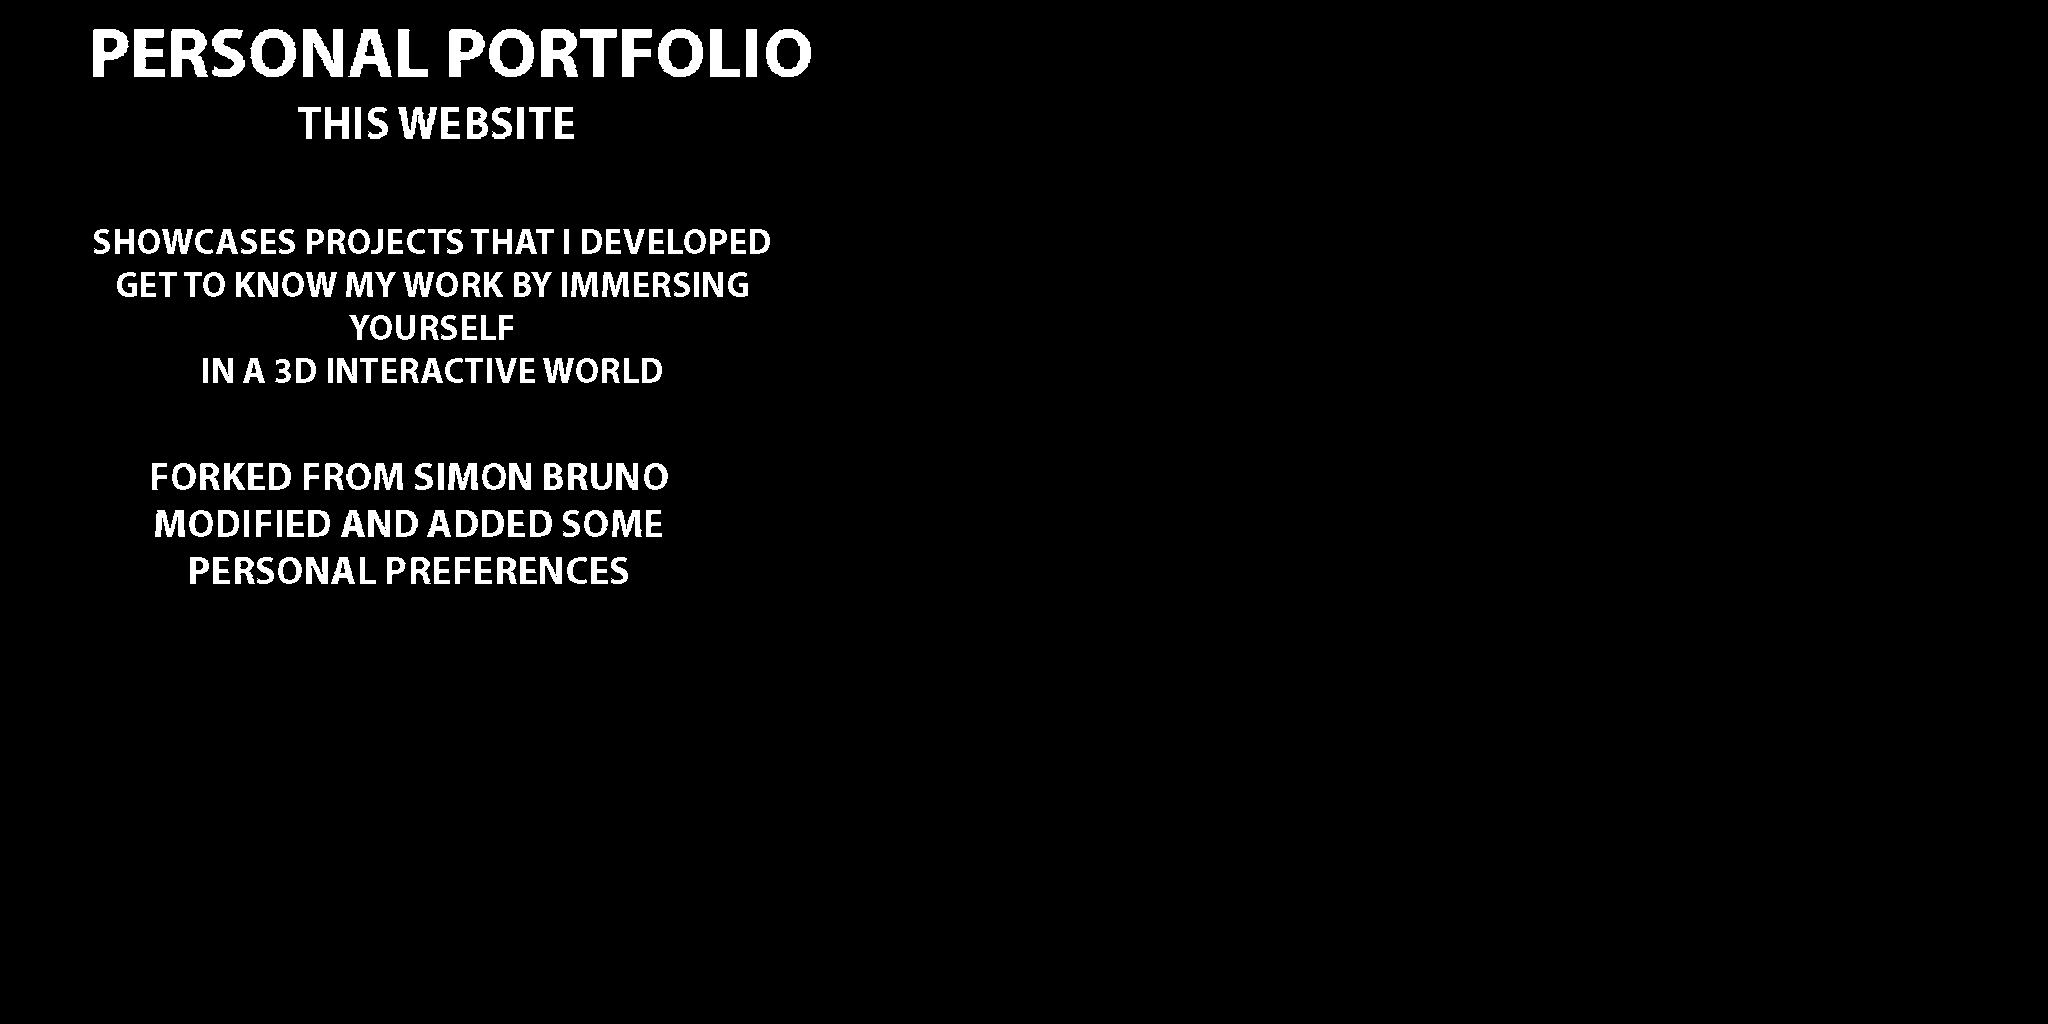 PERSONAL PORTFOLIO
THIS WEBSITE
SHOWCASES PROJECTS THAT I DEVELOPED
GET TO KNOW MY WORK BY IMMERSING
YOURSELF
IN A 3D INTERACTIVE WORLD
FORKED FROM SIMON BRUNO
MODIFIED AND ADDED SOME
PERSONAL PREFERENCES